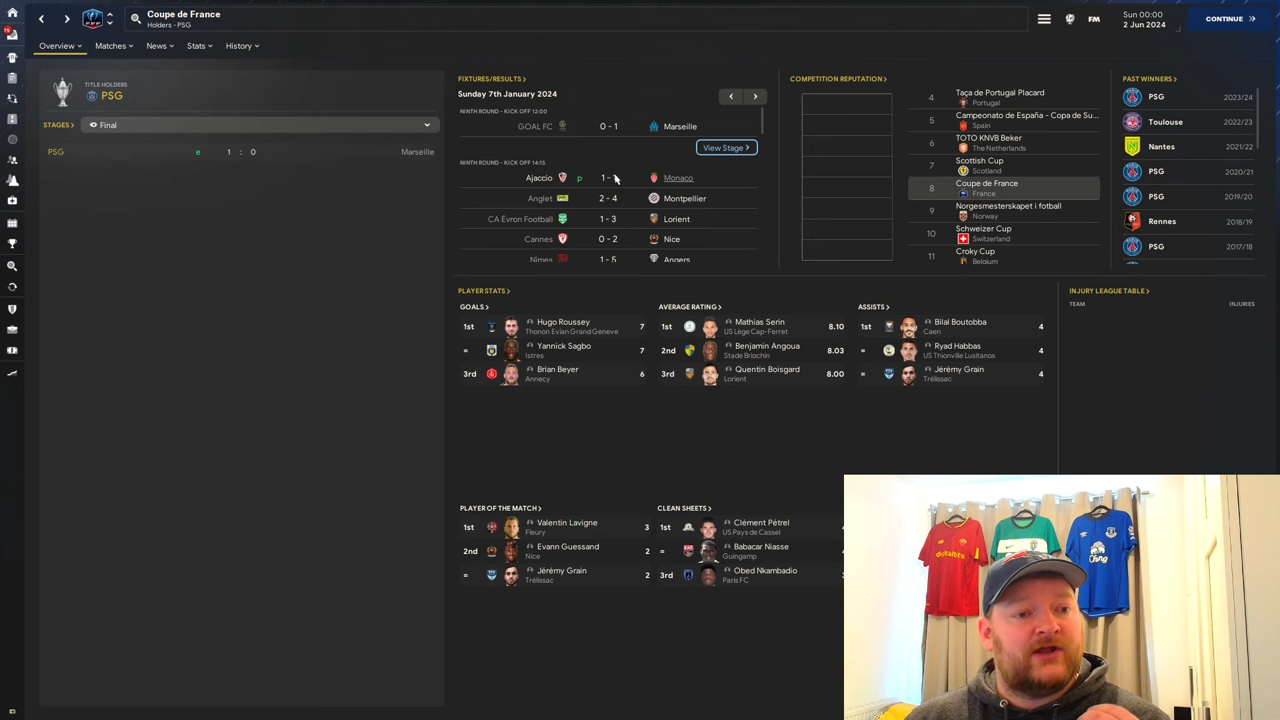 Coupe de France
Holders - PSG
FM
Sun 00:00
2 Jun 2024
CONTINUE
Overview
Matches
News
Stats
History
TITLE HOLDERS
PSG
STAGES
Final
PSG e 1 : 0 Marseille
FIXTURES/RESULTS
Sunday 7th January 2024
NINTH ROUND - KICK OFF 12:00
GOAL FC 0 - 1 Marseille
View Stage
NINTH ROUND - KICK OFF 14:15
Ajaccio p 1 - Monaco
Anglet 2 - 4 Montpellier
CA Évron Football 1 - 3 Lorient
Cannes 0 - 2 Nice
Nîmes 1 - 5 Angers
COMPETITION REPUTATION
4 Taça de Portugal Placard
Portugal
5 Campeonato de España - Copa de Su...
Spain
6 TOTO KNVB Beker
The Netherlands
7 Scottish Cup
Scotland
8 Coupe de France
France
9 Norgesmesterskapet i fotball
Norway
10 Schweizer Cup
Switzerland
11 Croky Cup
Belgium
PAST WINNERS
PSG 2023/24
Toulouse 2022/23
Nantes 2021/22
PSG 2020/21
PSG 2019/20
Rennes 2018/19
PSG 2017/18
PLAYER STATS
GOALS
1st Hugo Roussey 7
Thonon Evian Grand Geneve
= Yannick Sagbo 7
Istres
3rd Brian Beyer 6
Annecy
AVERAGE RATING
1st Mathias Serin 8.10
US Lège Cap-Ferret
2nd Benjamin Angoua 8.03
Stade Briochin
3rd Quentin Boisgard 8.00
Lorient
ASSISTS
1st Bilal Boutobba 4
Caen
= Ryad Habbas 4
US Thionville Lusitanos
= Jérémy Grain 4
Trélissac
INJURY LEAGUE TABLE
TEAM INJURIES
PLAYER OF THE MATCH
1st Valentin Lavigne 3
Fleury
2nd Evann Guessand 2
Nice
= Jérémy Grain 2
Trélissac
CLEAN SHEETS
1st Clément Pétrel
US Pays de Cassel
= Babacar Niasse
Guingamp
3rd Obed Nkambadio
Paris FC